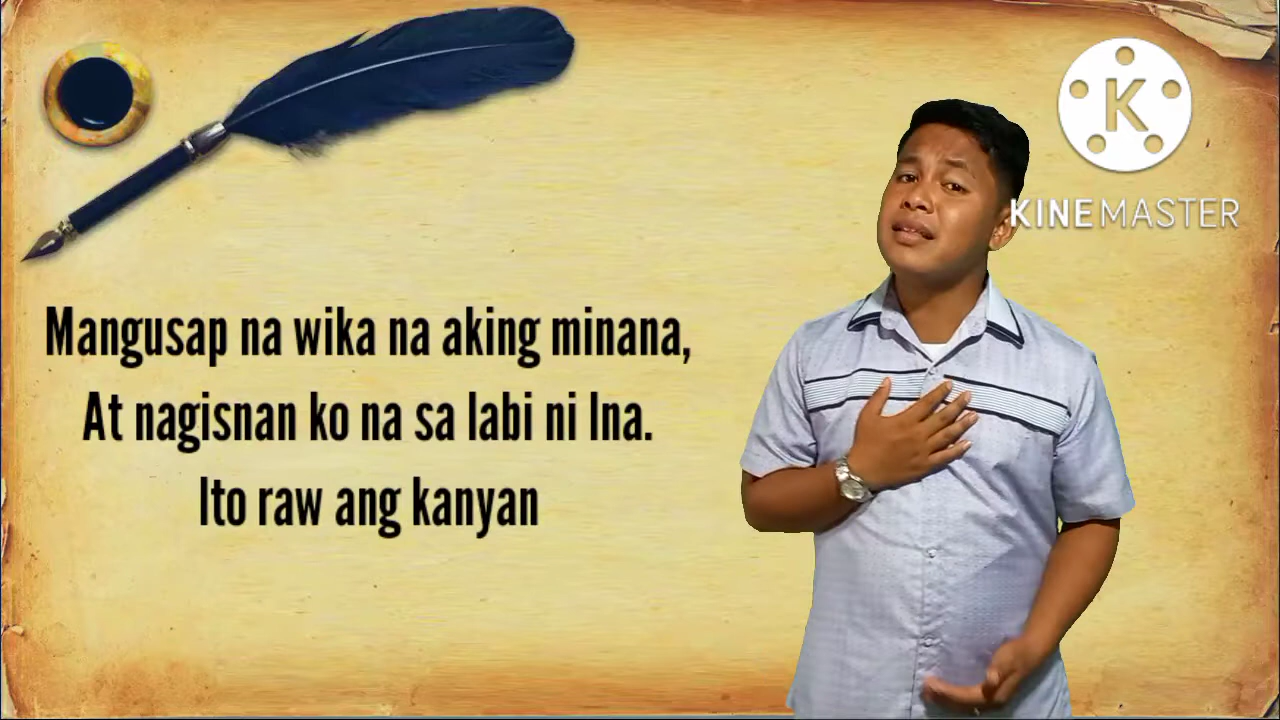 K
KINEMASTER
Mangusap na wika na aking minana,
At nagisnan ko na sa labi ni Ina.
Ito raw ang kanyan